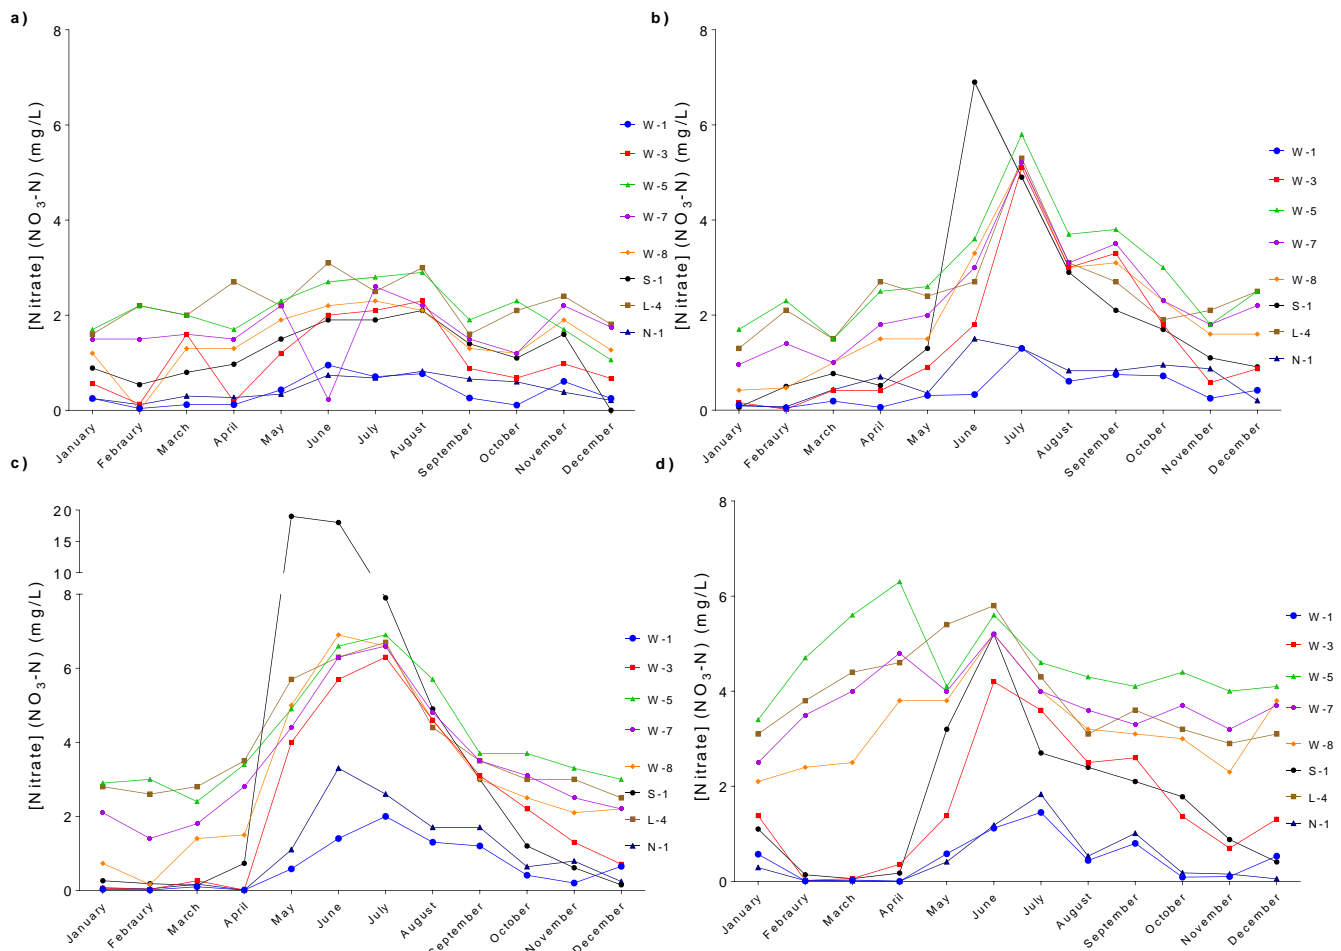 a)
[Nitrate] (NO3-N) (mg/L)
8
6
4
2
0
January
Febraury
March
April
May
June
July
August
September
October
November
December
W-1
W-3
W-5
W-7
W-8
S-1
L-4
N-1
b)
[Nitrate] (NO3-N) (mg/L)
8
6
4
2
0
January
Febraury
March
April
May
June
July
August
September
October
November
December
W-1
W-3
W-5
W-7
W-8
S-1
L-4
N-1
c)
[Nitrate] (NO3-N) (mg/L)
20
15
10
8
6
4
2
0
January
Febraury
March
April
May
June
July
August
September
October
November
December
W-1
W-3
W-5
W-7
W-8
S-1
L-4
N-1
d)
[Nitrate] (NO3-N) (mg/L)
8
6
4
2
0
January
Febraury
March
April
May
June
July
August
September
October
November
December
W-1
W-3
W-5
W-7
W-8
S-1
L-4
N-1